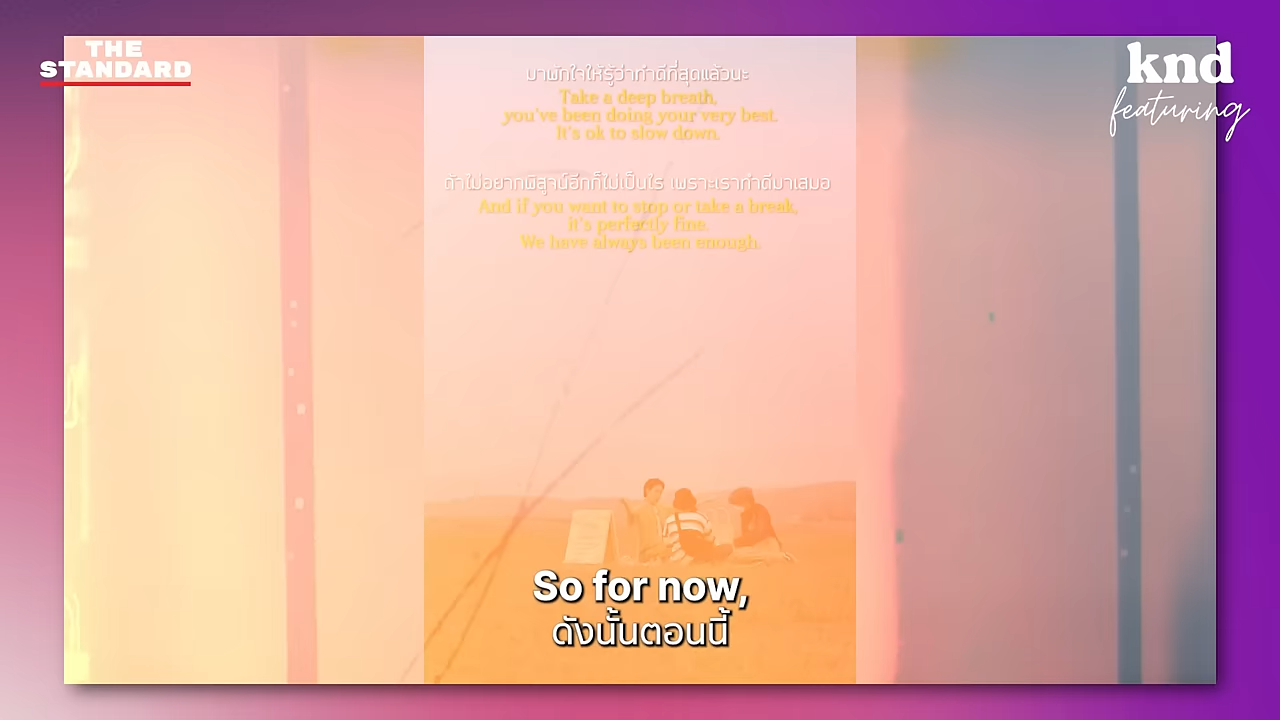 THE
STANDARD
knd
featuring
มาพักใจให้รู้ว่าทำดีที่สุดแล้วนะ
Take a deep breath,
you've been doing your very best.
It's ok to slow down.
ถ้าไม่อยากพิสูจน์อีกก็ไม่เป็นไร เพราะเราทำดีมาเสมอ
And if you want to stop or take a break,
it's perfectly fine.
We have always been enough.
So for now,
ดังนั้นตอนนี้